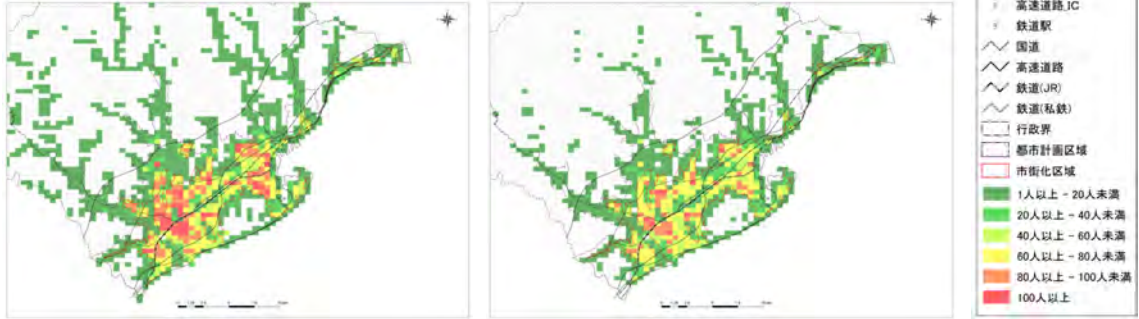 高速道路_IC
鉄道駅
国道
高速道路
鉄道(JR)
鉄道(私鉄)
行政界
都市計画区域
市街化区域
1人以上 - 20人未満
20人以上 - 40人未満
40人以上 - 60人未満
60人以上 - 80人未満
80人以上 - 100人未満
100人以上